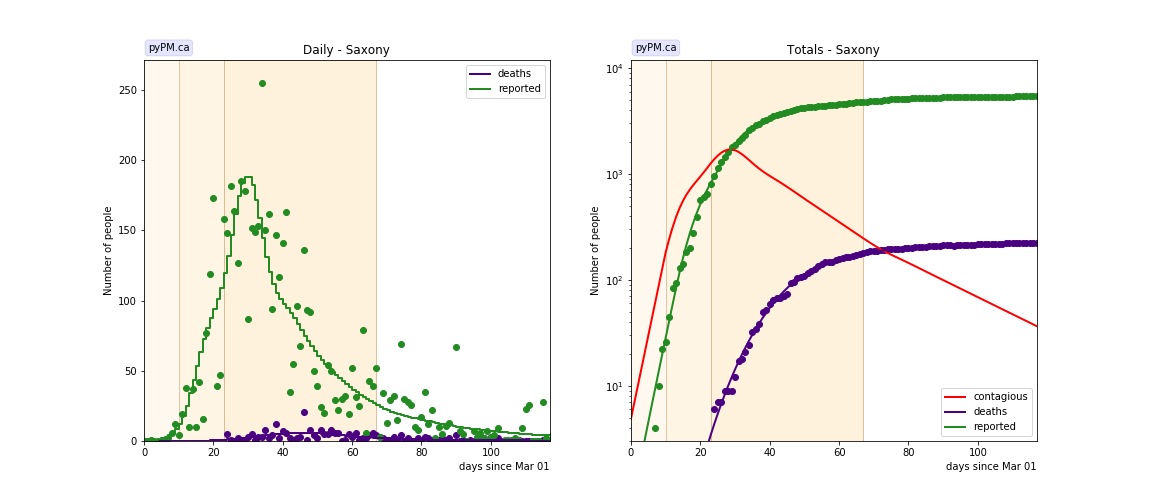 pyPM.ca
Daily - Saxony
deaths
reported
Number of people
250
200
150
100
50
0
0
20
40
60
80
100
days since Mar 01
pyPM.ca
Totals - Saxony
Number of people
10⁴
10³
10²
10¹
contagious
deaths
reported
0
20
40
60
80
100
days since Mar 01